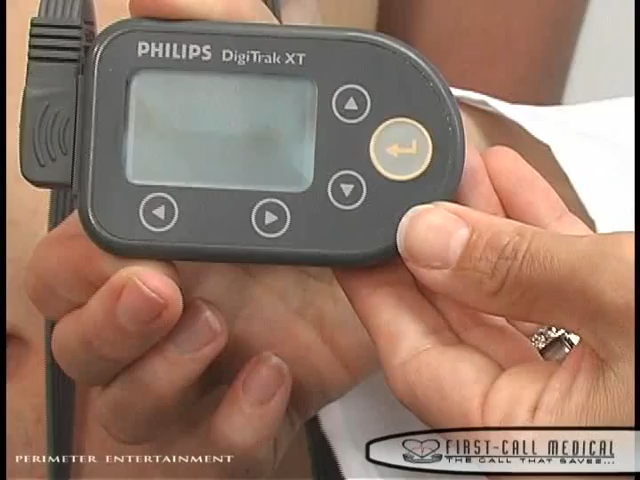 PHILIPS DigiTrak XT
FIRST-CALL MEDICAL
THE CALL THAT SAVES...
PERIMETER ENTERTAINMENT